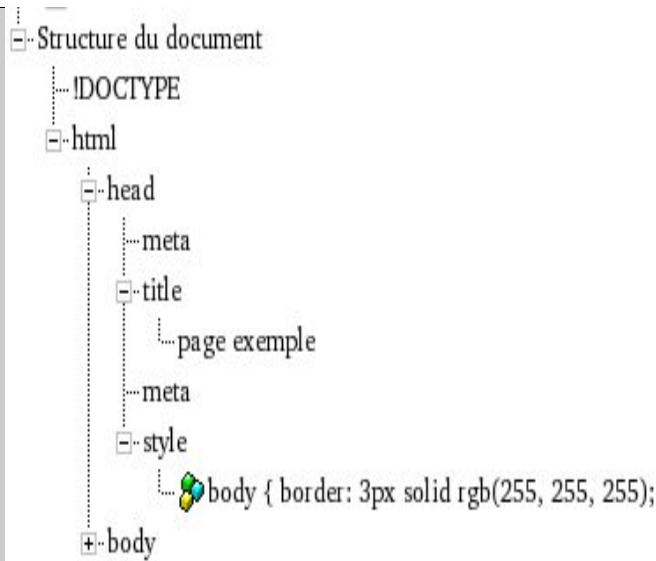 Structure du document
!DOCTYPE
html
head
meta
title
page exemple
meta
style
body { border: 3px solid rgb(255, 255, 255);
body